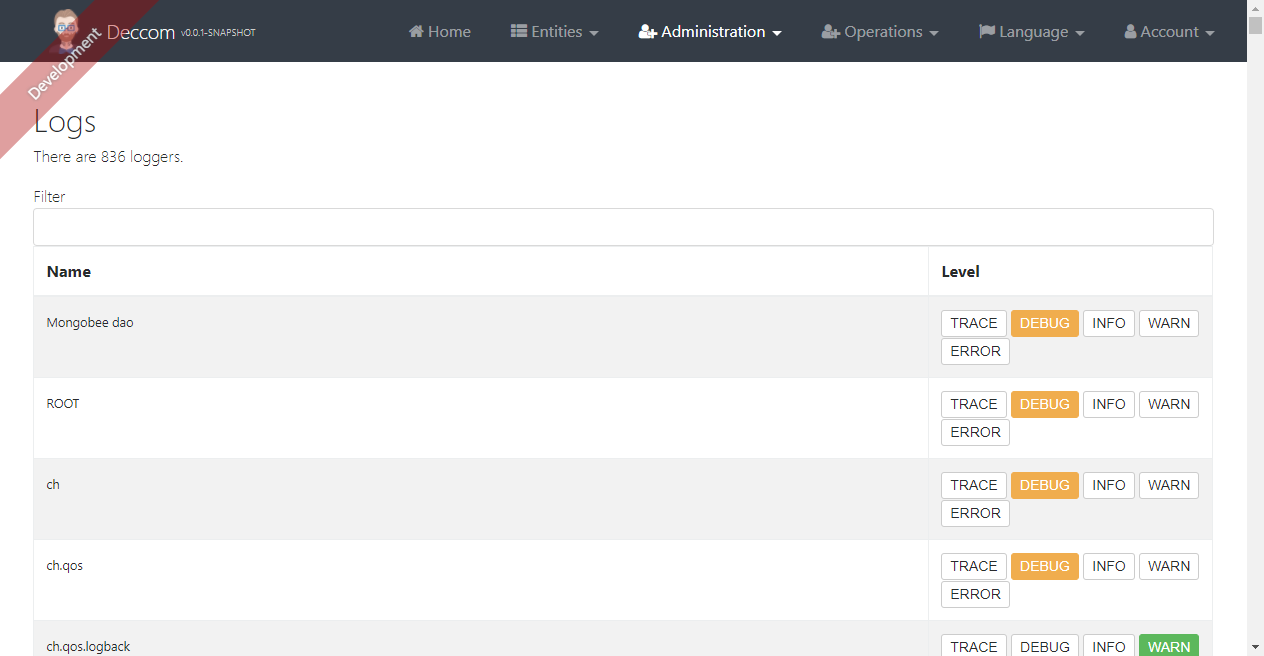 Development
Deccom v0.0.1-SNAPSHOT Home Entities Administration Operations Language Account
Logs
There are 836 loggers.
Filter
Name Level
Mongobee dao TRACE DEBUG INFO WARN
ERROR
ROOT TRACE DEBUG INFO WARN
ERROR
ch TRACE DEBUG INFO WARN
ERROR
ch.qos TRACE DEBUG INFO WARN
ERROR
ch.qos.logback TRACE DEBUG INFO WARN